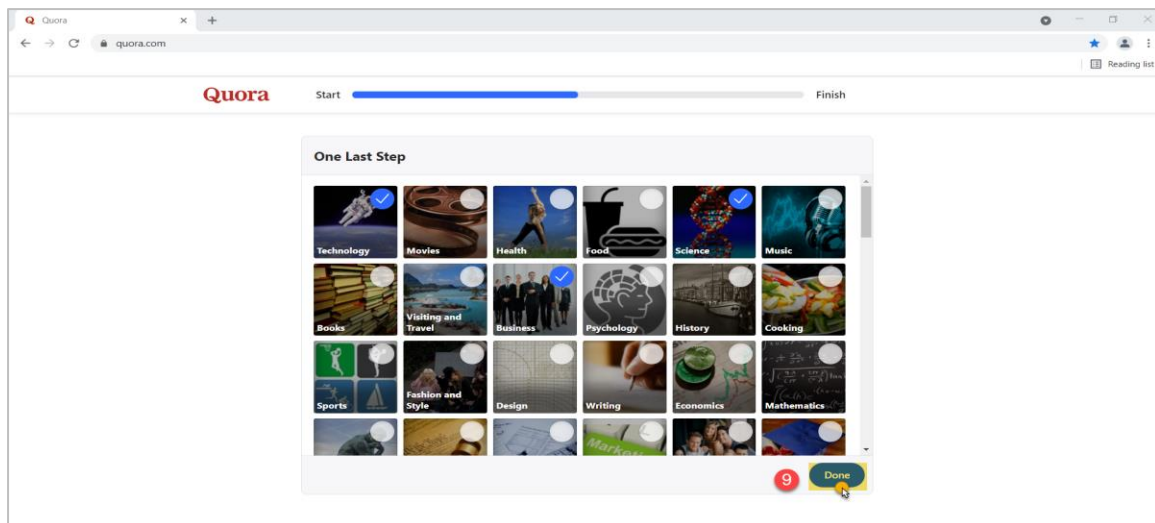 Q Quora
quora.com
Reading list
Quora
Start
Finish
One Last Step
Technology
Movies
Health
Food
Science
Music
Books
Visiting and
Travel
Business
Psychology
History
Cooking
Sports
Fashion and
Style
Design
Writing
Economics
Mathematics
9
Done